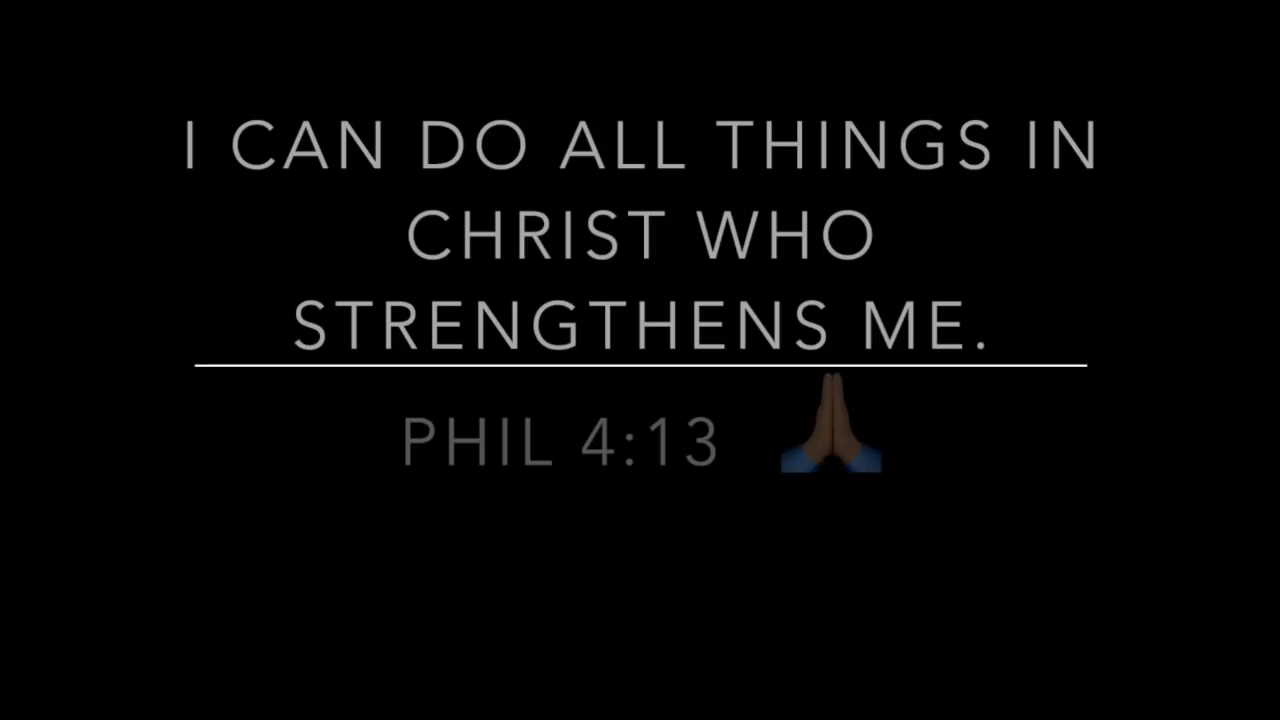 I CAN DO ALL THINGS IN
CHRIST WHO
STRENGTHENS ME.
PHIL 4:13 🙏🏾